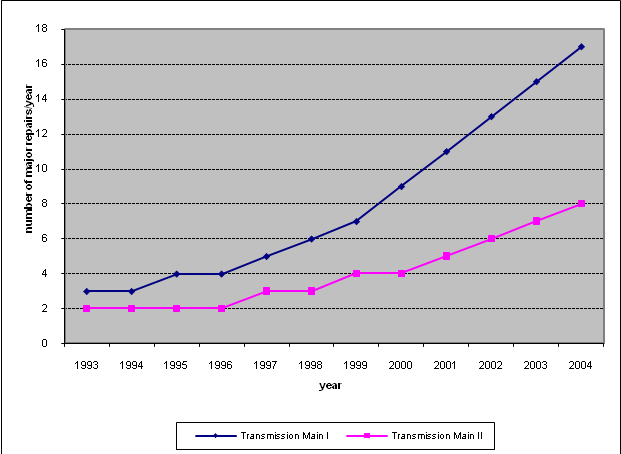 18
16
14
12
10
8
6
4
2
0
number of major repairs/year
1993 1994 1995 1996 1997 1998 1999 2000 2001 2002 2003 2004
year
Transmission Main I Transmission Main II